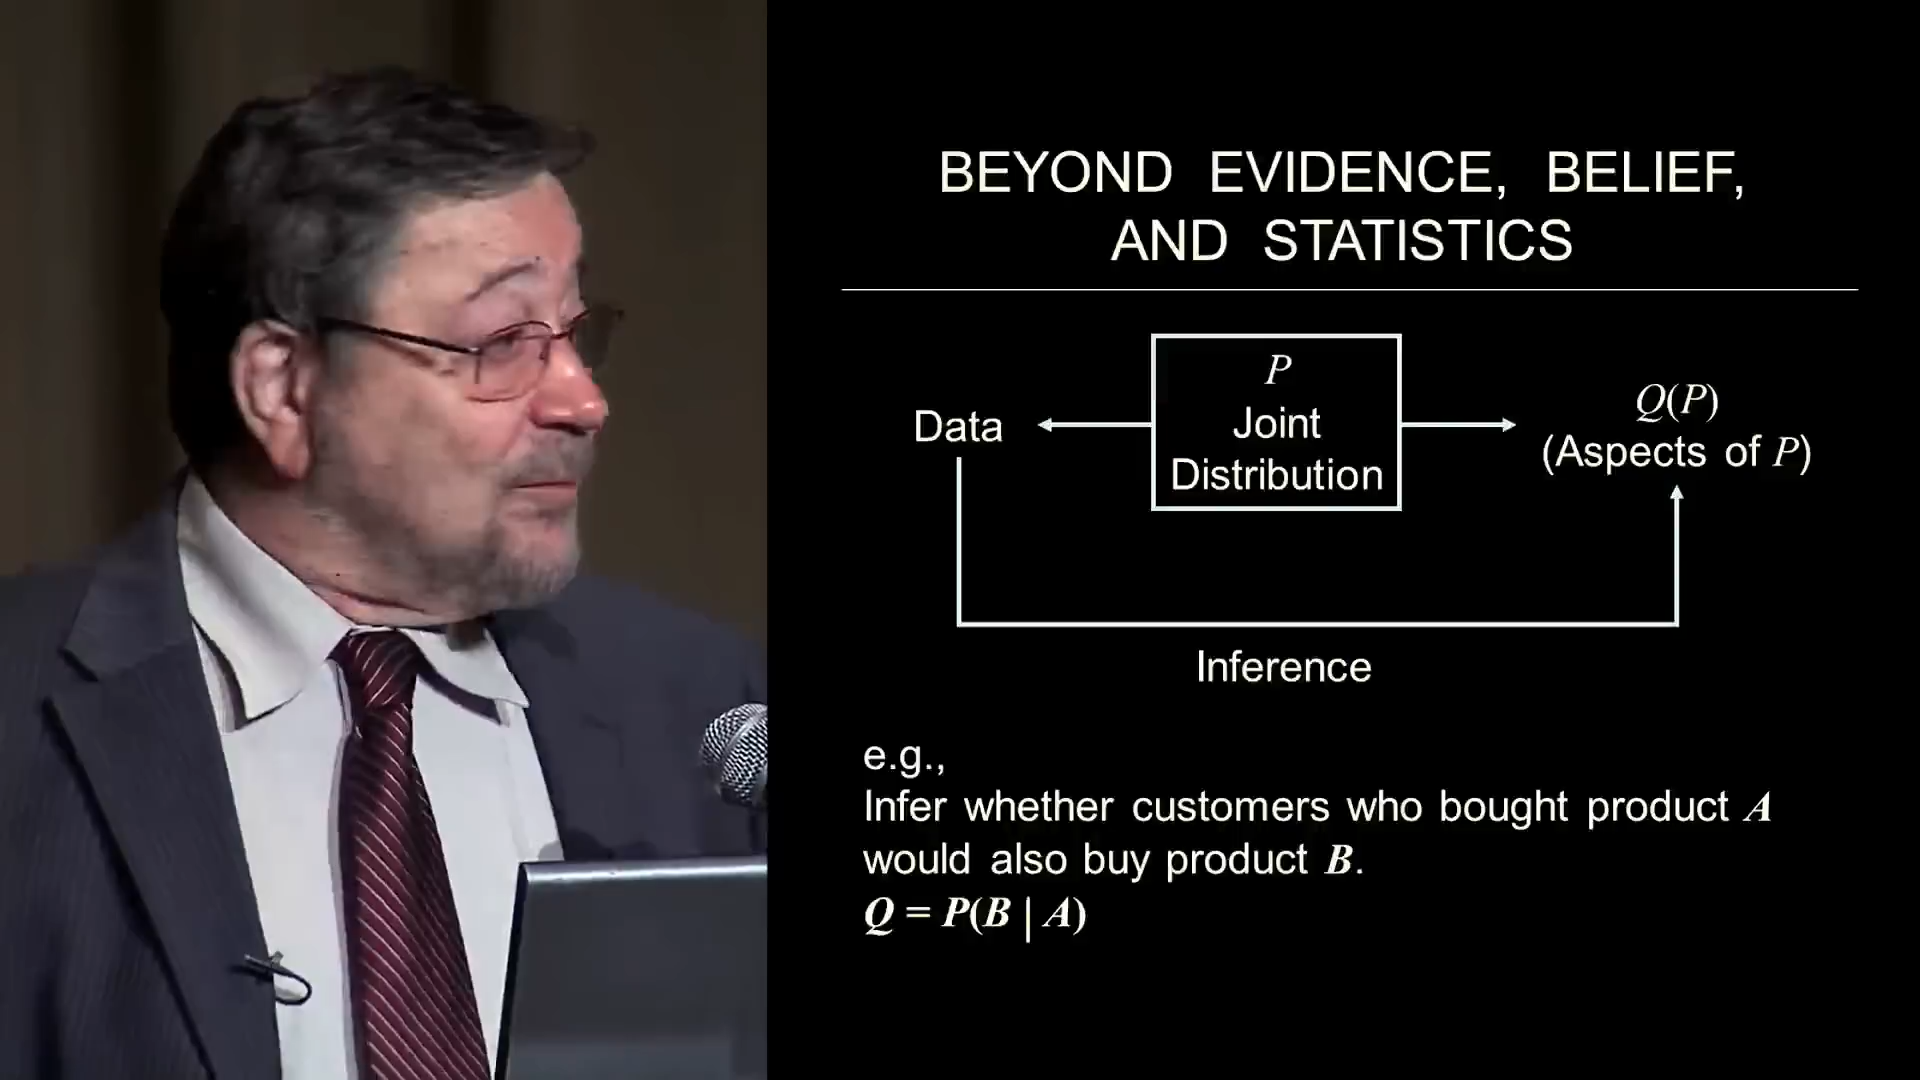 BEYOND EVIDENCE, BELIEF,
AND STATISTICS
Data
P
Joint
Distribution
Q(P)
(Aspects of P)
Inference
e.g.,
Infer whether customers who bought product A
would also buy product B.
Q = P(B | A)